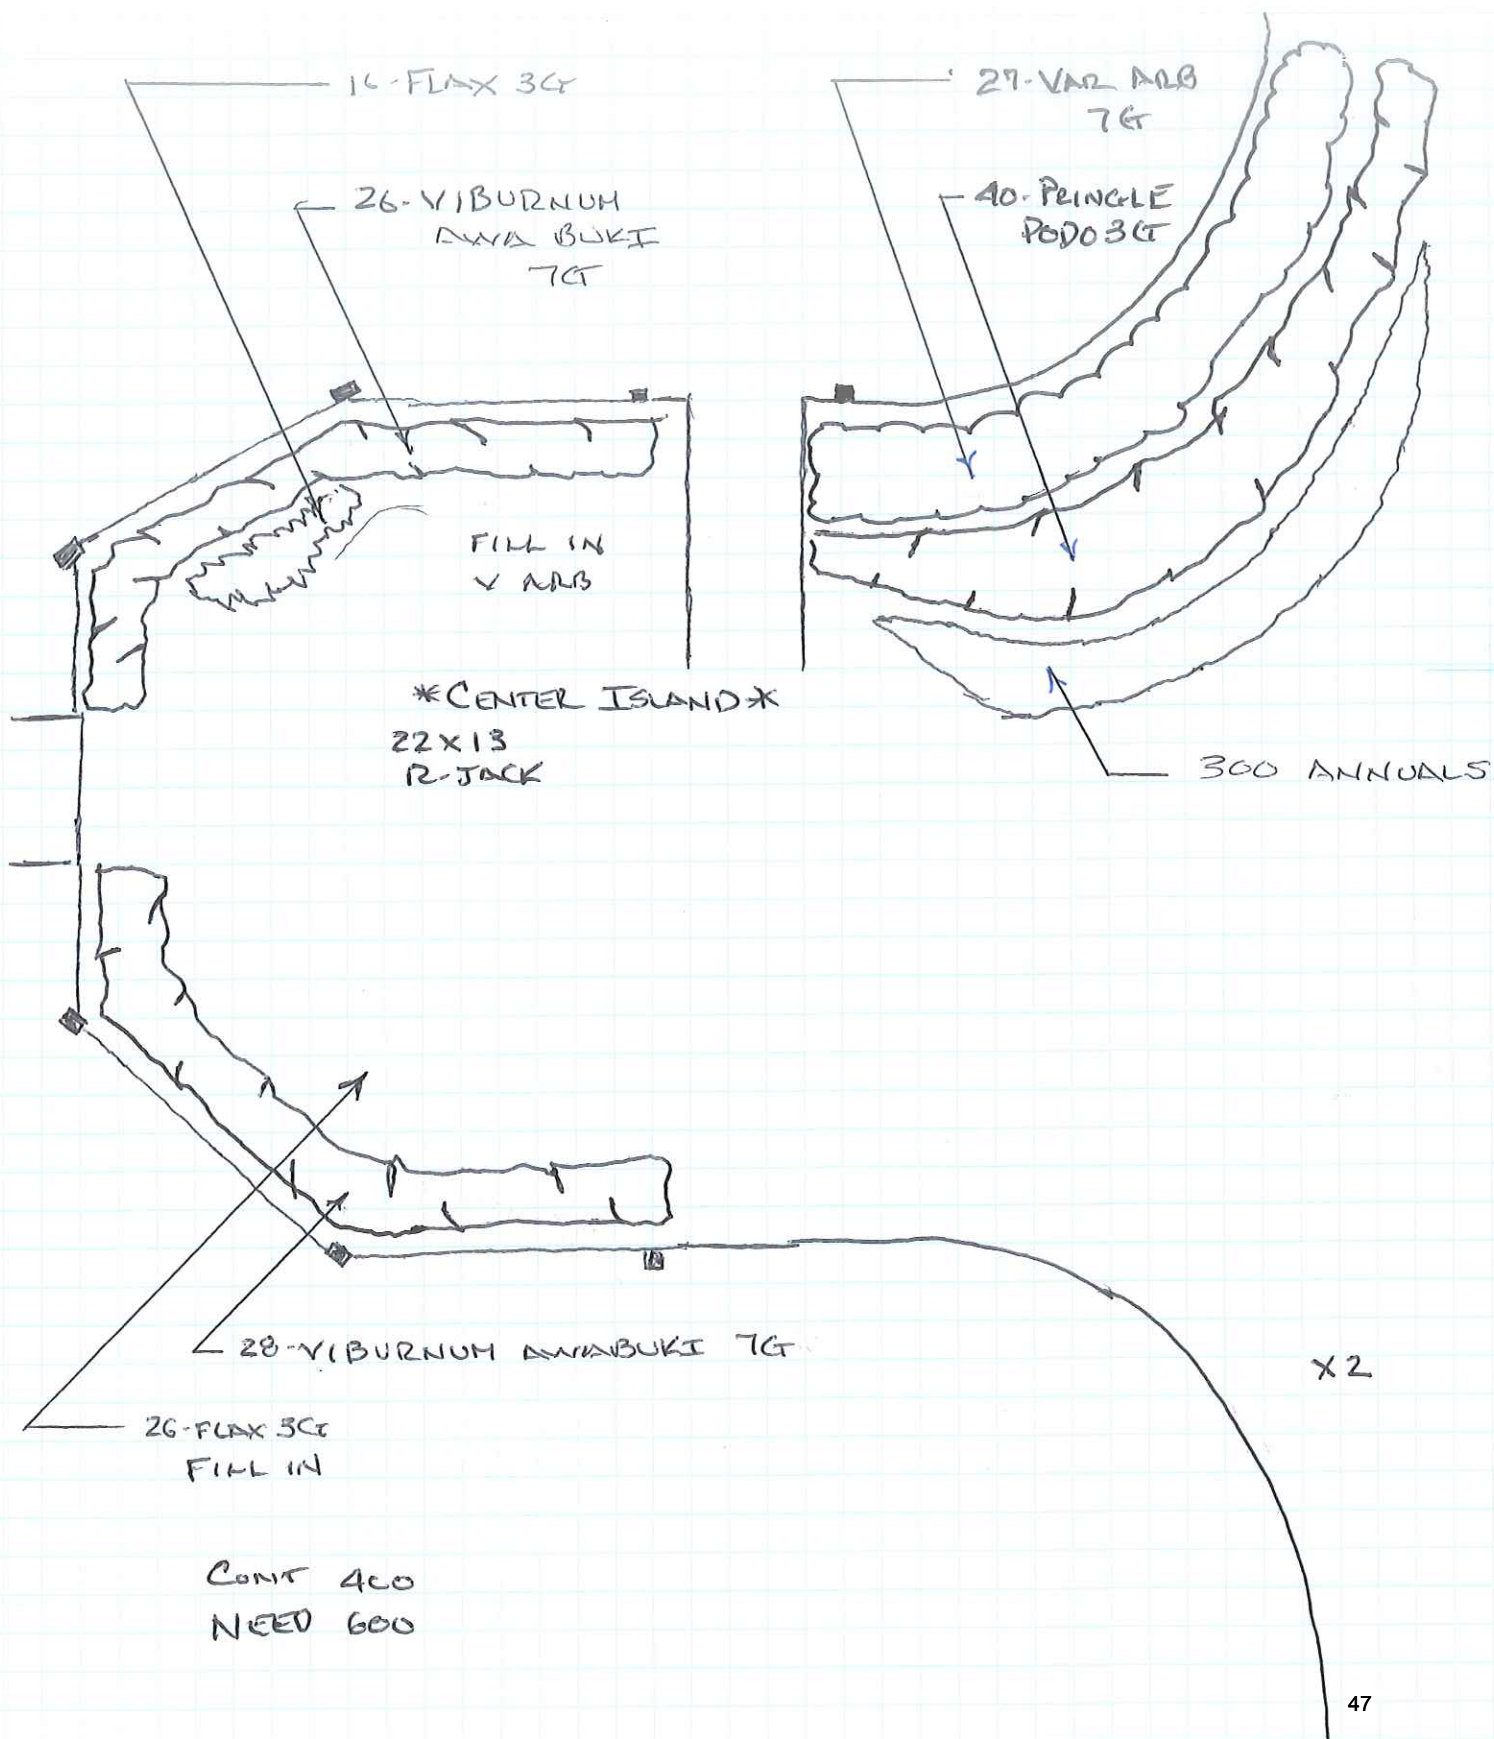 16-FLAX 3G
27-VAR ARB
7G
26-VIBURNUM
AWA BUKI
7G
40-PRINGLE
PODO 3G
FILL IN
V ARB
*CENTER ISLAND*
22 X 13
R-JACK
300 ANNUALS
28-VIBURNUM AWABUKI 7G
X2
26-FLAX 3G
FILL IN
CONT 400
NEED 600
47